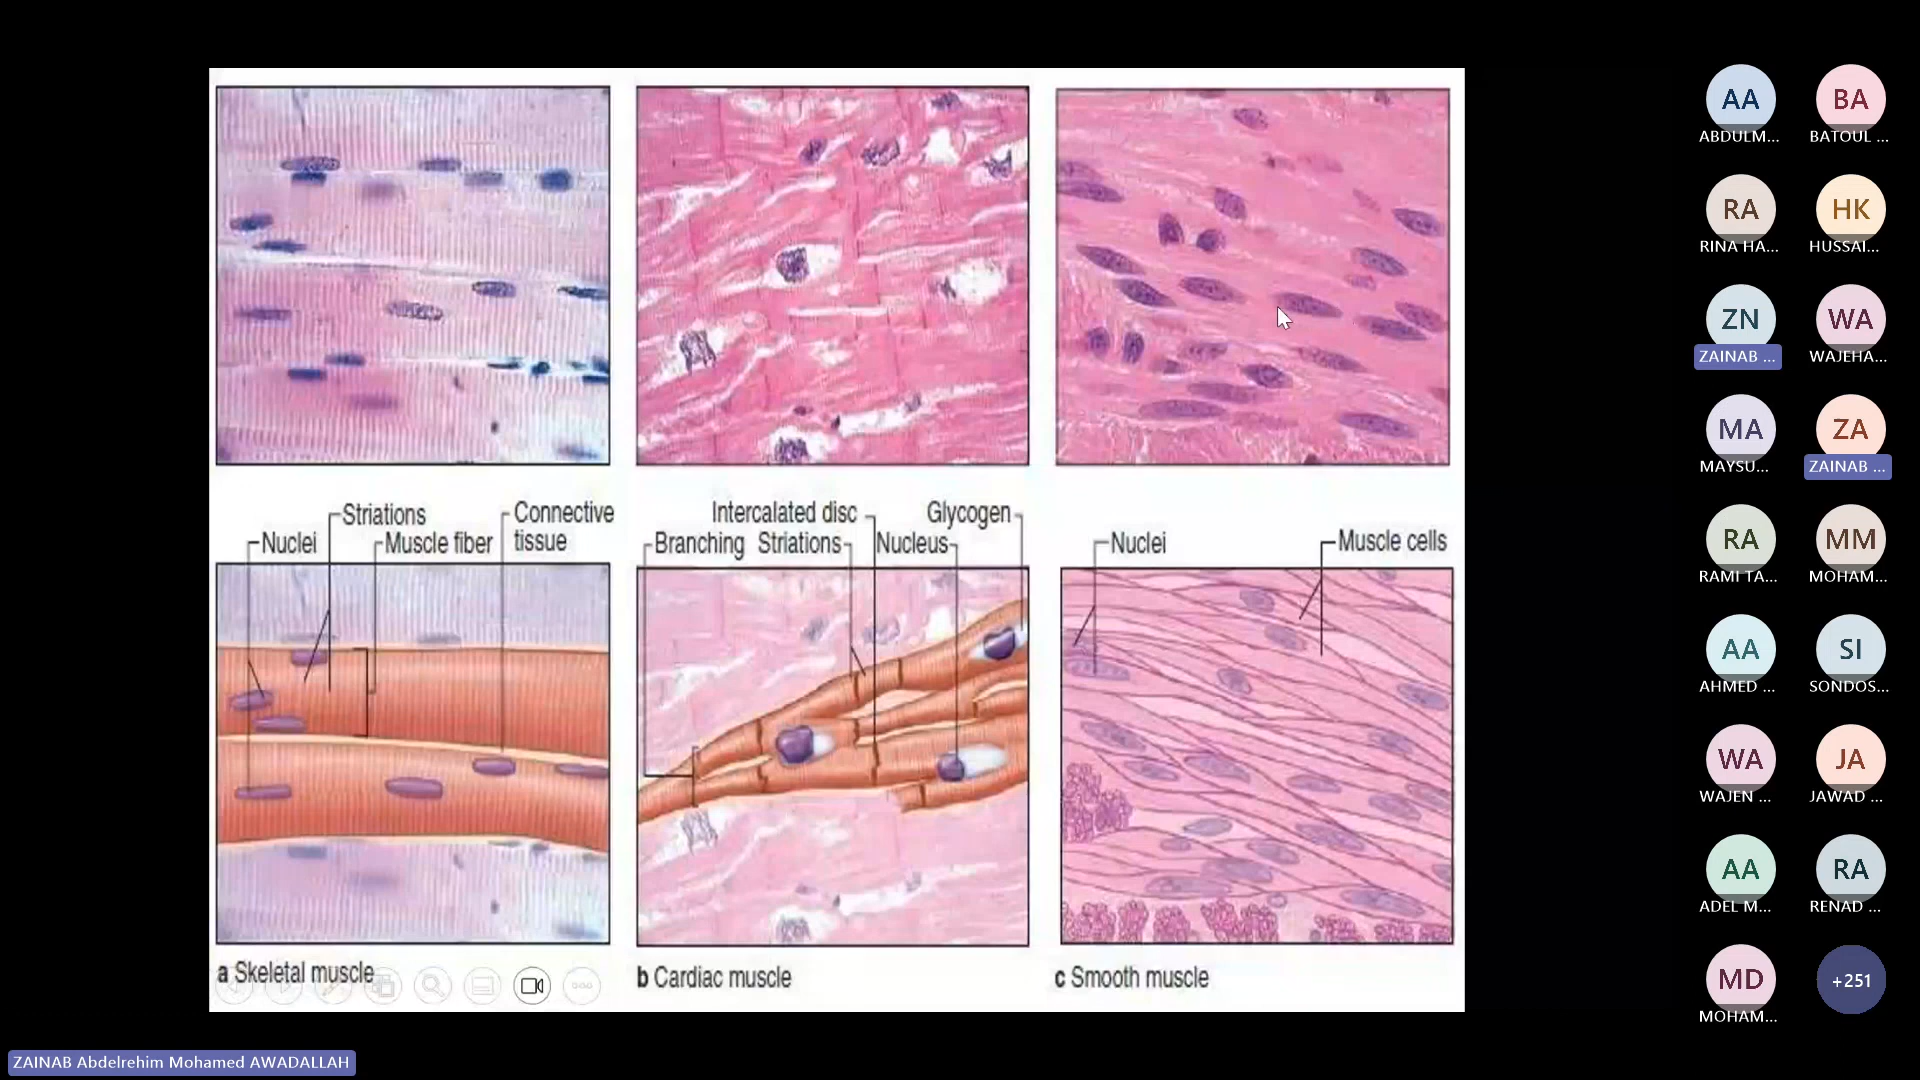 Striations
Connective
tissue
Nuclei
Muscle fiber
Intercalated disc
Glycogen
Branching
Striations
Nucleus
Nuclei
Muscle cells
a Skeletal muscle
b Cardiac muscle
c Smooth muscle
AA
ABDULM...
BA
BATOUL ...
RA
RINA HA...
HK
HUSSAI...
ZN
ZAINAB ...
WA
WAJEHA...
MA
MAYSU...
ZA
ZAINAB ...
RA
RAMI TA...
MM
MOHAM...
AA
AHMED ...
SI
SONDOS...
WA
WAJEN ...
JA
JAWAD ...
AA
ADEL M...
RA
RENAD ...
MD
MOHAM...
+251
ZAINAB Abdelrehim Mohamed AWADALLAH